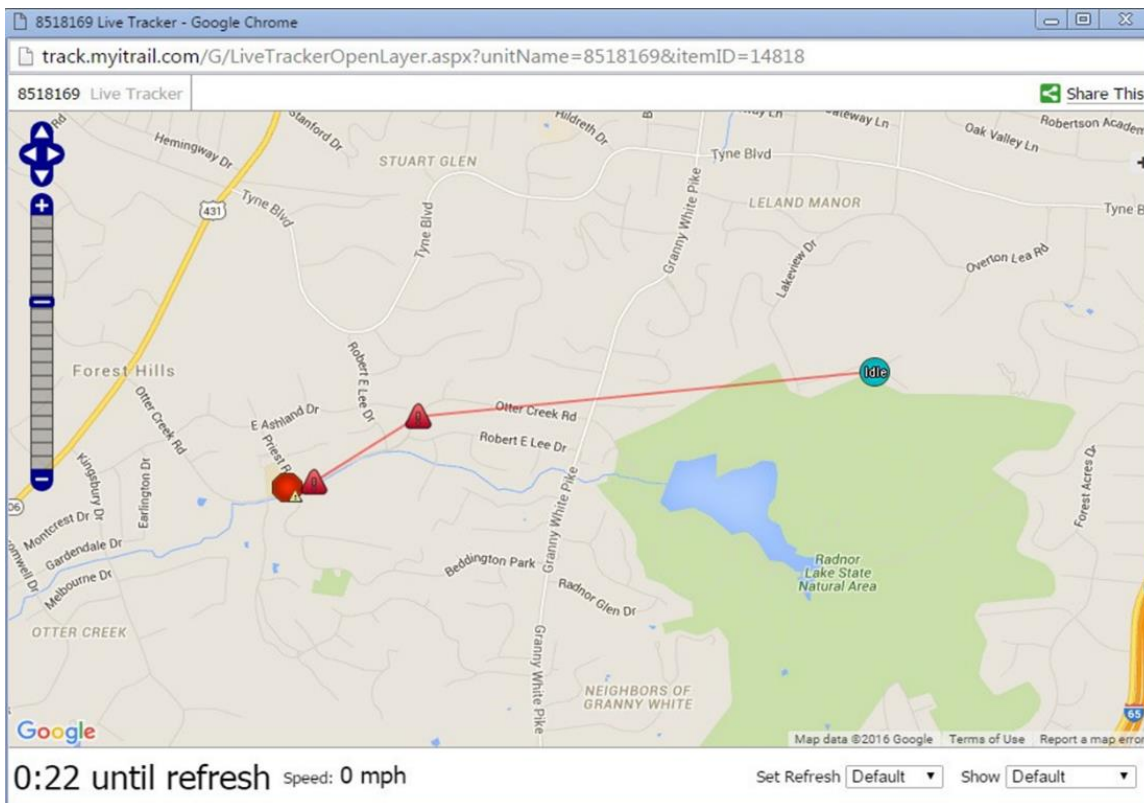 8518169 Live Tracker - Google Chrome
track.myitrail.com/G/LiveTrackerOpenLayer.aspx?unitName=8518169&itemID=14818
8518169 Live Tracker
Share This
Rd
Hemingway Dr
Stanford Dr
STUART GLEN
Hildreth Dr
Tyne Blvd
Oak Valley Ln
Robertson Academ
431
Tyne Blvd
Tyne Blvd
Granny White Pike
LELAND MANOR
Tyne B
Lakeview Dr
Overton Lea Rd
Forest Hills
Robert E Lee Dr
Idle
Otter Creek Rd
E Ashland Dr
Otter Creek Rd
Priest R
Robert E Lee Dr
Kingsbury Dr
Earlington Dr
Forest Acres Dr
Montcrest Dr
Gardendale Dr
Melbourne Dr
Granny White Pike
Beddington Park
Radnor Glen Dr
Radnor
Lake State
Natural Area
OTTER CREEK
Granny White Pike
NEIGHBORS OF
GRANNY WHITE
65
Google
Map data ©2016 Google Terms of Use Report a map error
0:22 until refresh Speed: 0 mph Set Refresh Default Show Default